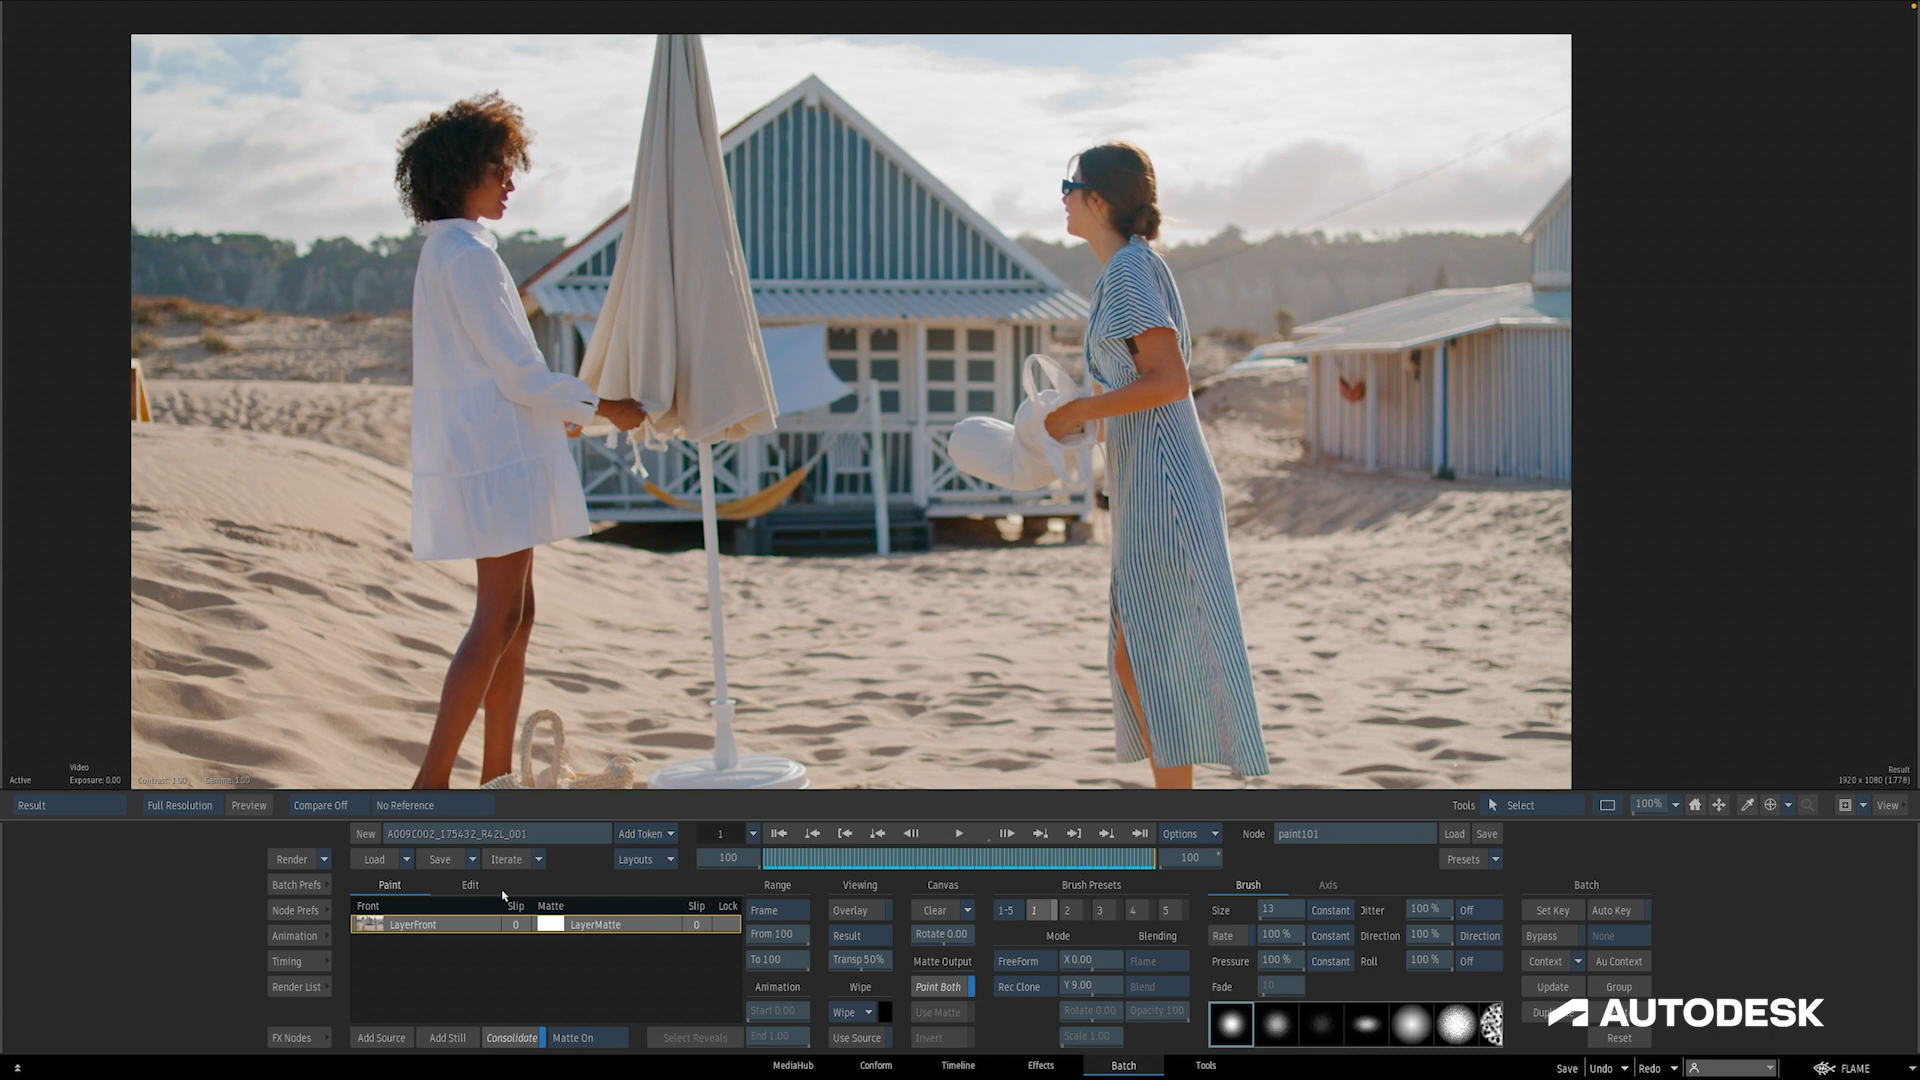 Active
Video
Exposure: 0.00
Contrast: 1.00
Gamma: 1.00
Result
1920 x 1080 (1.778)
Result
Full Resolution
Preview
Compare Off
No Reference
Tools
Select
100%
View
New
A009C002_175432_R42L_001
Add Token
1
Options
Node
paint101
Load
Save
Render
Load
Save
Iterate
Layouts
100
100
Presets
Batch Prefs
Paint
Edit
Range
Viewing
Canvas
Brush Presets
Brush
Axis
Batch
Front
Slip
Matte
Slip
Lock
Node Prefs
LayerFront
0
LayerMatte
0
Frame
Overlay
Clear
1-5
1
2
3
4
5
Size
13
Constant
Jitter
100 %
Off
Set Key
Auto Key
Animation
From 100
Result
Rotate 0.00
Mode
Blending
Rate
100 %
Constant
Direction
100 %
Direction
Bypass
None
Timing
To 100
Transp 50%
Matte Output
FreeForm
X 0.00
Flame
Pressure
100 %
Constant
Roll
100 %
Off
Context
Au Context
Render List
Animation
Wipe
Paint Both
Rec Clone
Y 9.00
Blend
Fade
10
Update
Group
Start 0.00
Wipe
Use Matte
Rotate 0.00
Opacity 100
AUTODESK
FX Nodes
Add Source
Add Still
Consolidate
Matte On
Select Reveals
End 1.00
Use Source
Invert
Scale 1.00
Reset
MediaHub
Conform
Timeline
Effects
Batch
Tools
Save
Undo
Redo
FLAME